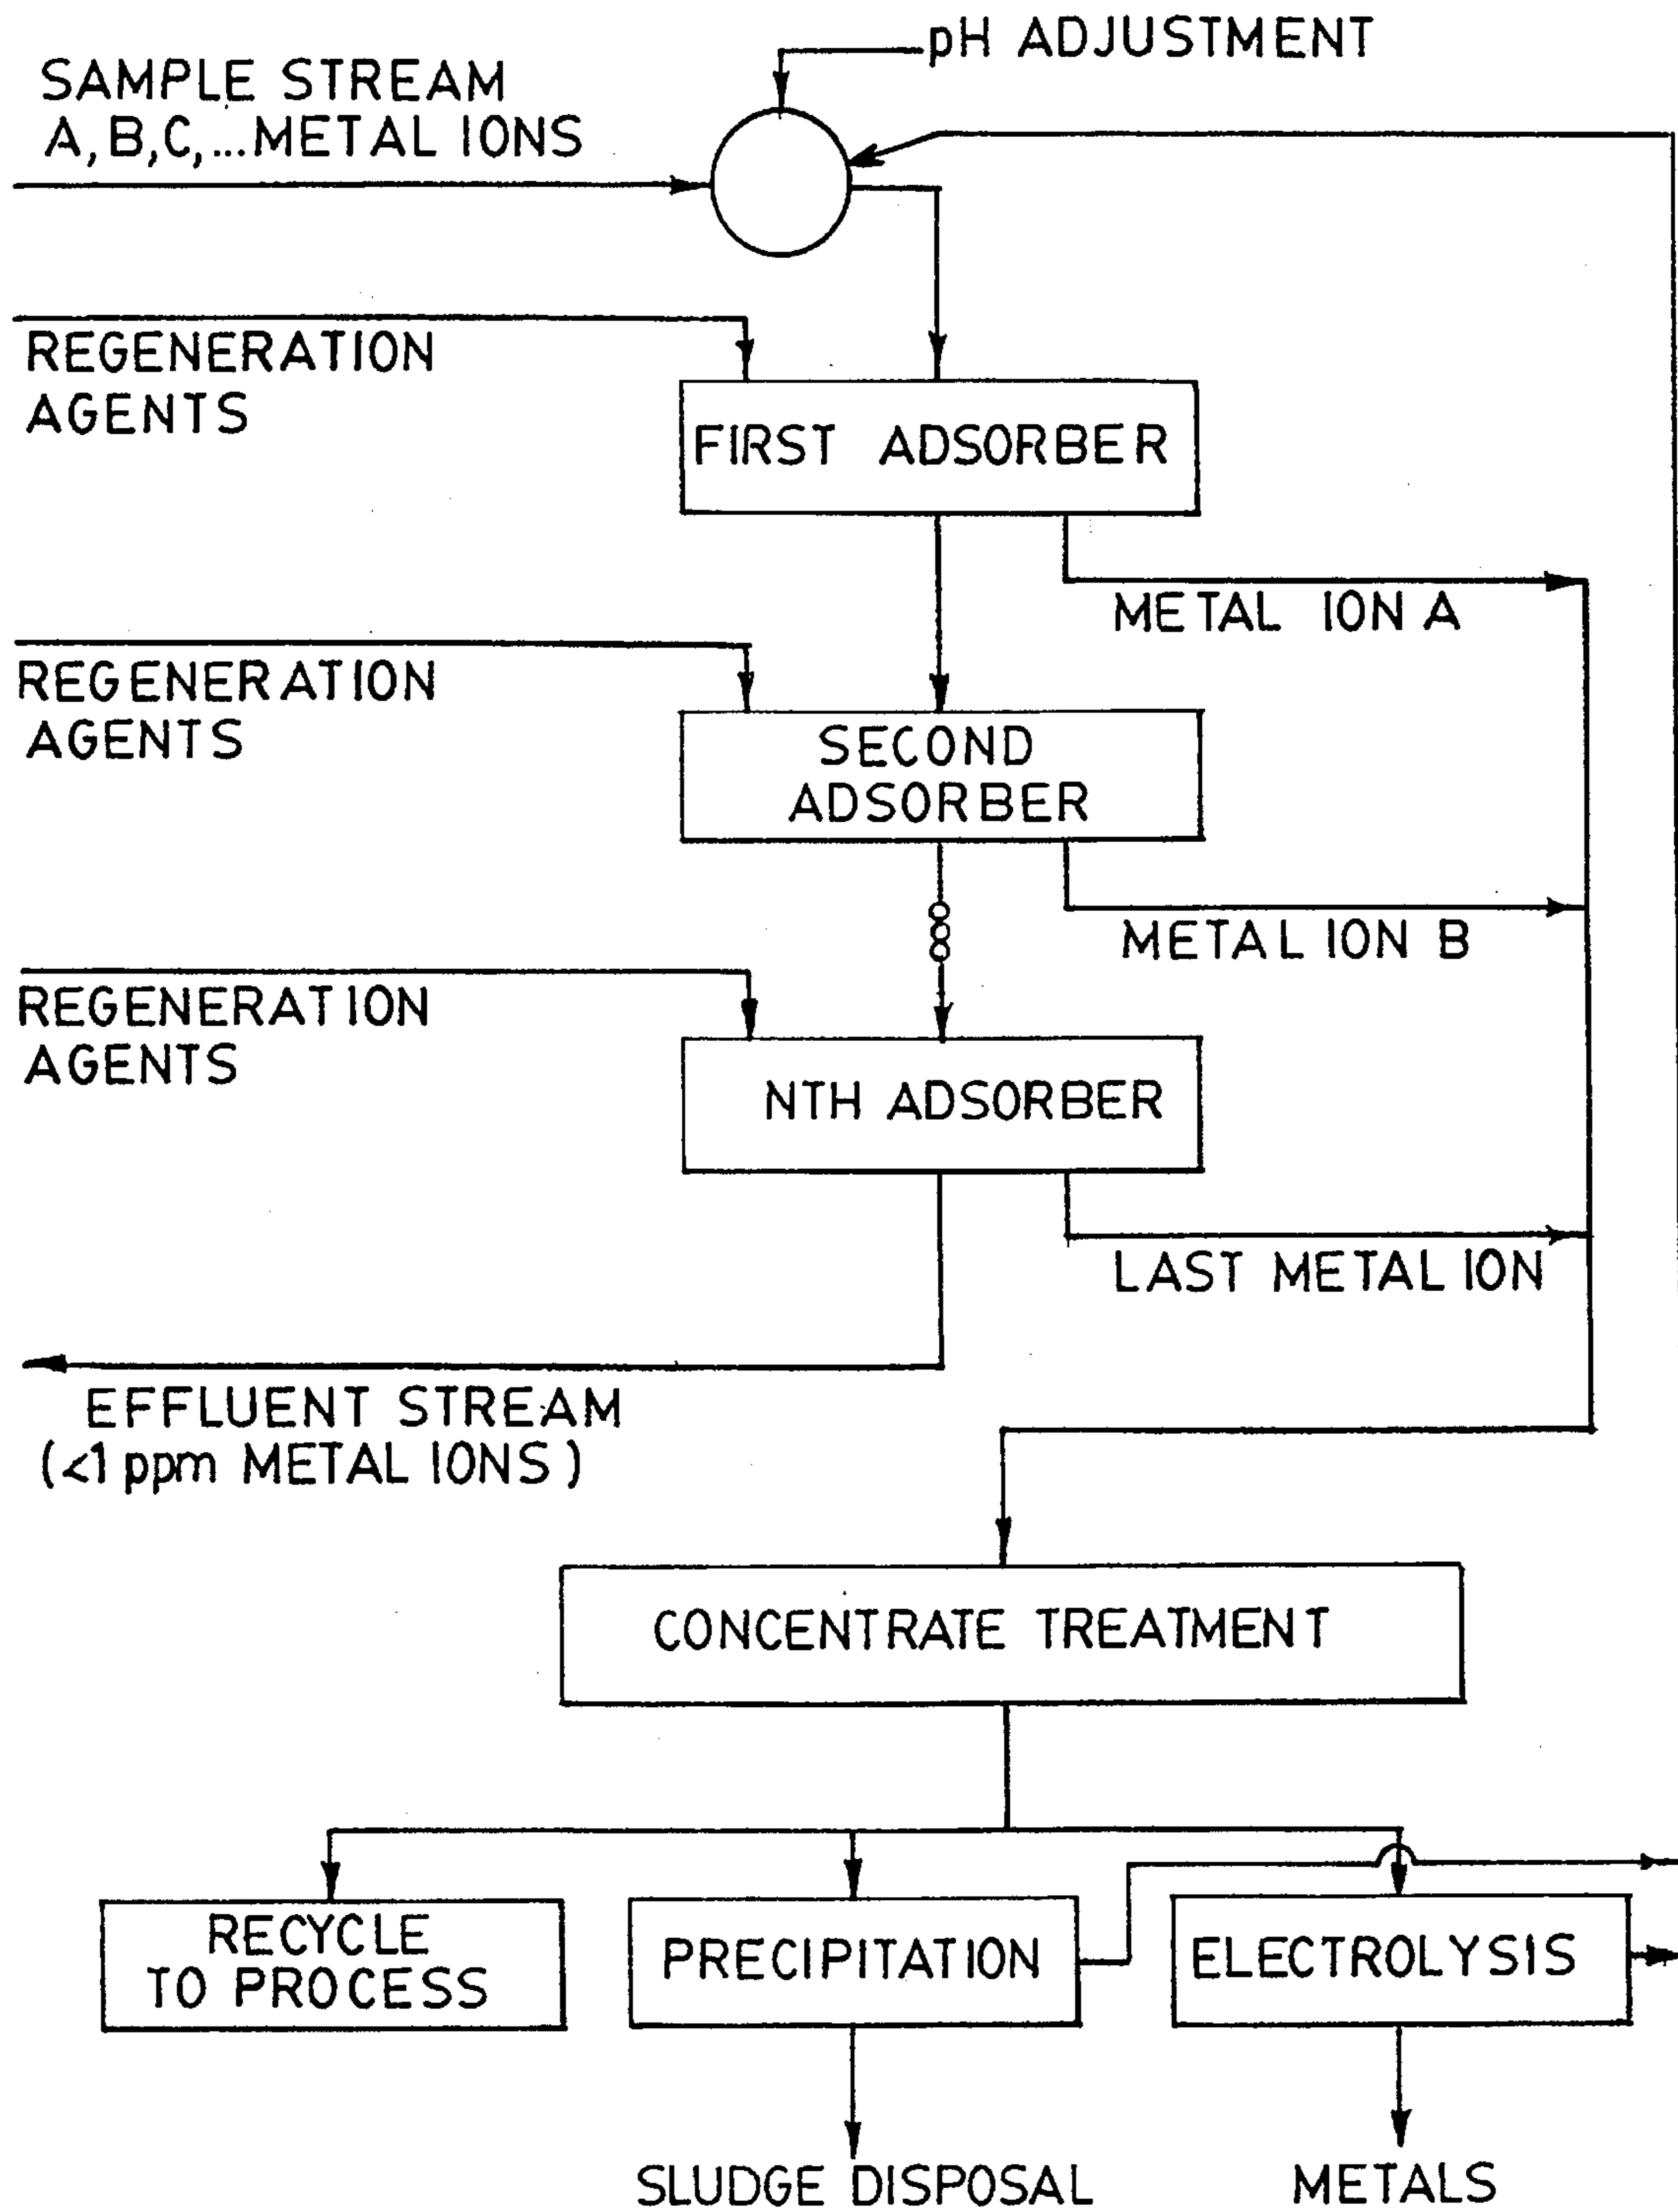 pH ADJUSTMENT
SAMPLE STREAM
A, B, C, ... METAL IONS
REGENERATION
AGENTS
FIRST ADSORBER
METAL ION A
REGENERATION
AGENTS
SECOND
ADSORBER
METAL ION B
REGENERATION
AGENTS
NTH ADSORBER
LAST METAL ION
EFFLUENT STREAM
(<1 ppm METAL IONS)
CONCENTRATE TREATMENT
RECYCLE
TO PROCESS
PRECIPITATION
ELECTROLYSIS
SLUDGE DISPOSAL
METALS